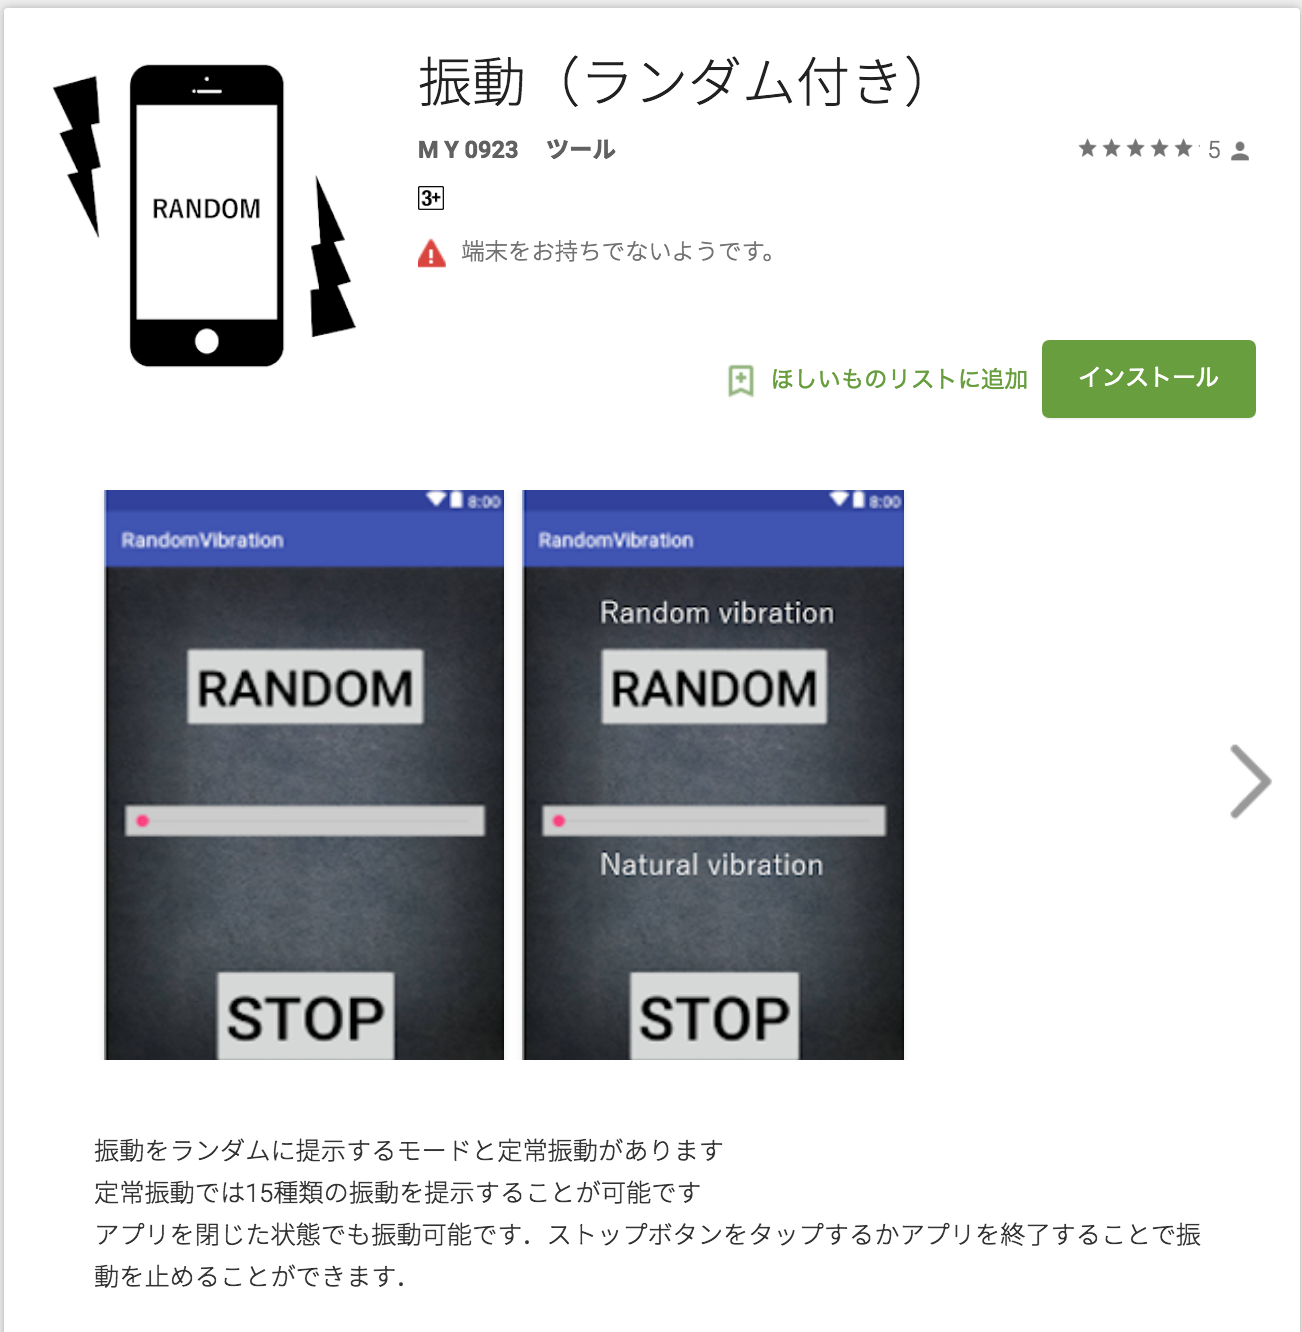 RANDOM
振動（ランダム付き）
M Y 0923 ツール
5
3+
端末をお持ちでないようです。
ほしいものリストに追加
インストール
8:00
RandomVibration
RANDOM
STOP
8:00
RandomVibration
Random vibration
RANDOM
Natural vibration
STOP
振動をランダムに提示するモードと定常振動があります
定常振動では15種類の振動を提示することが可能です
アプリを閉じた状態でも振動可能です．ストップボタンをタップするかアプリを終了することで振
動を止めることができます．